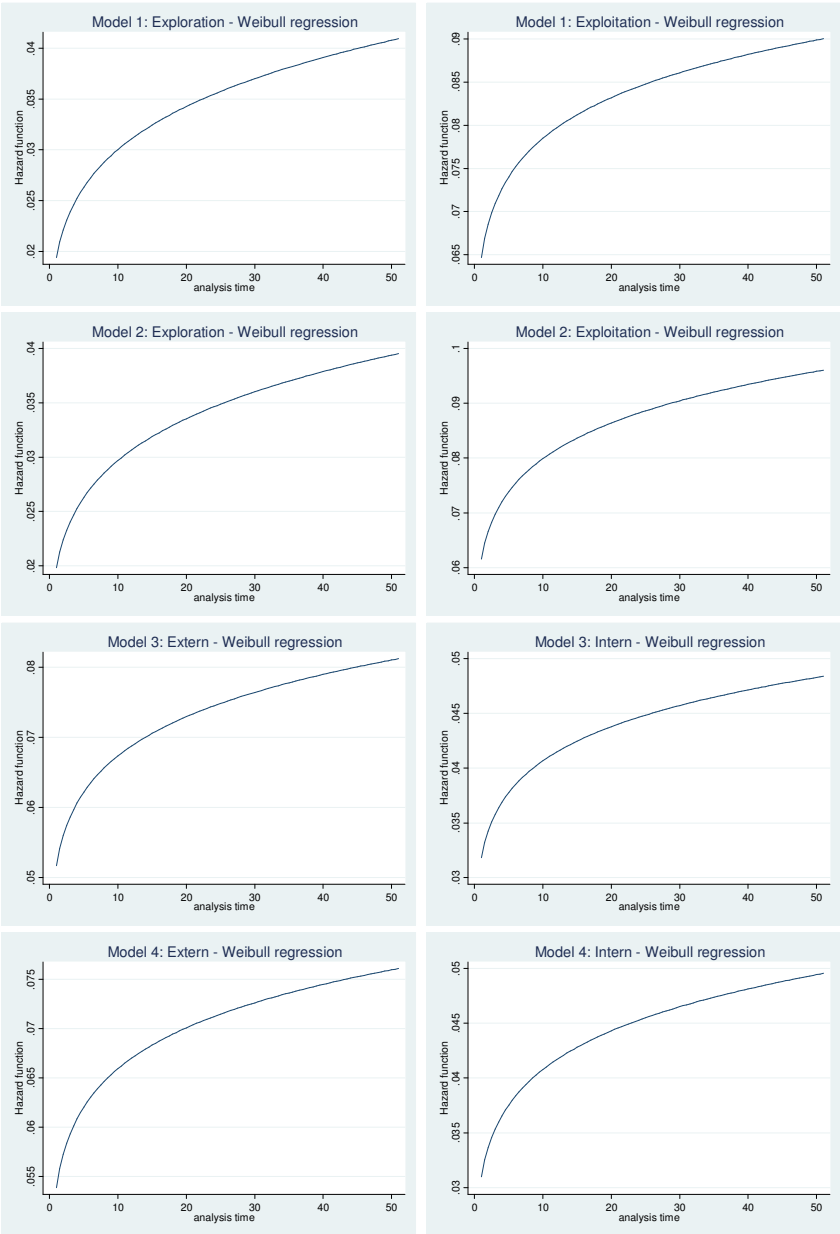 Model 1: Exploration - Weibull regression
Hazard function
.04
.035
.03
.025
.02
0 10 20 30 40 50
analysis time
Model 1: Exploitation - Weibull regression
Hazard function
.09
.085
.08
.075
.07
.065
0 10 20 30 40 50
analysis time
Model 2: Exploration - Weibull regression
Hazard function
.04
.035
.03
.025
.02
0 10 20 30 40 50
analysis time
Model 2: Exploitation - Weibull regression
Hazard function
.1
.09
.08
.07
.06
0 10 20 30 40 50
analysis time
Model 3: Extern - Weibull regression
Hazard function
.08
.07
.06
.05
0 10 20 30 40 50
analysis time
Model 3: Intern - Weibull regression
Hazard function
.05
.045
.04
.035
.03
0 10 20 30 40 50
analysis time
Model 4: Extern - Weibull regression
Hazard function
.075
.07
.065
.06
.055
0 10 20 30 40 50
analysis time
Model 4: Intern - Weibull regression
Hazard function
.05
.045
.04
.035
.03
0 10 20 30 40 50
analysis time